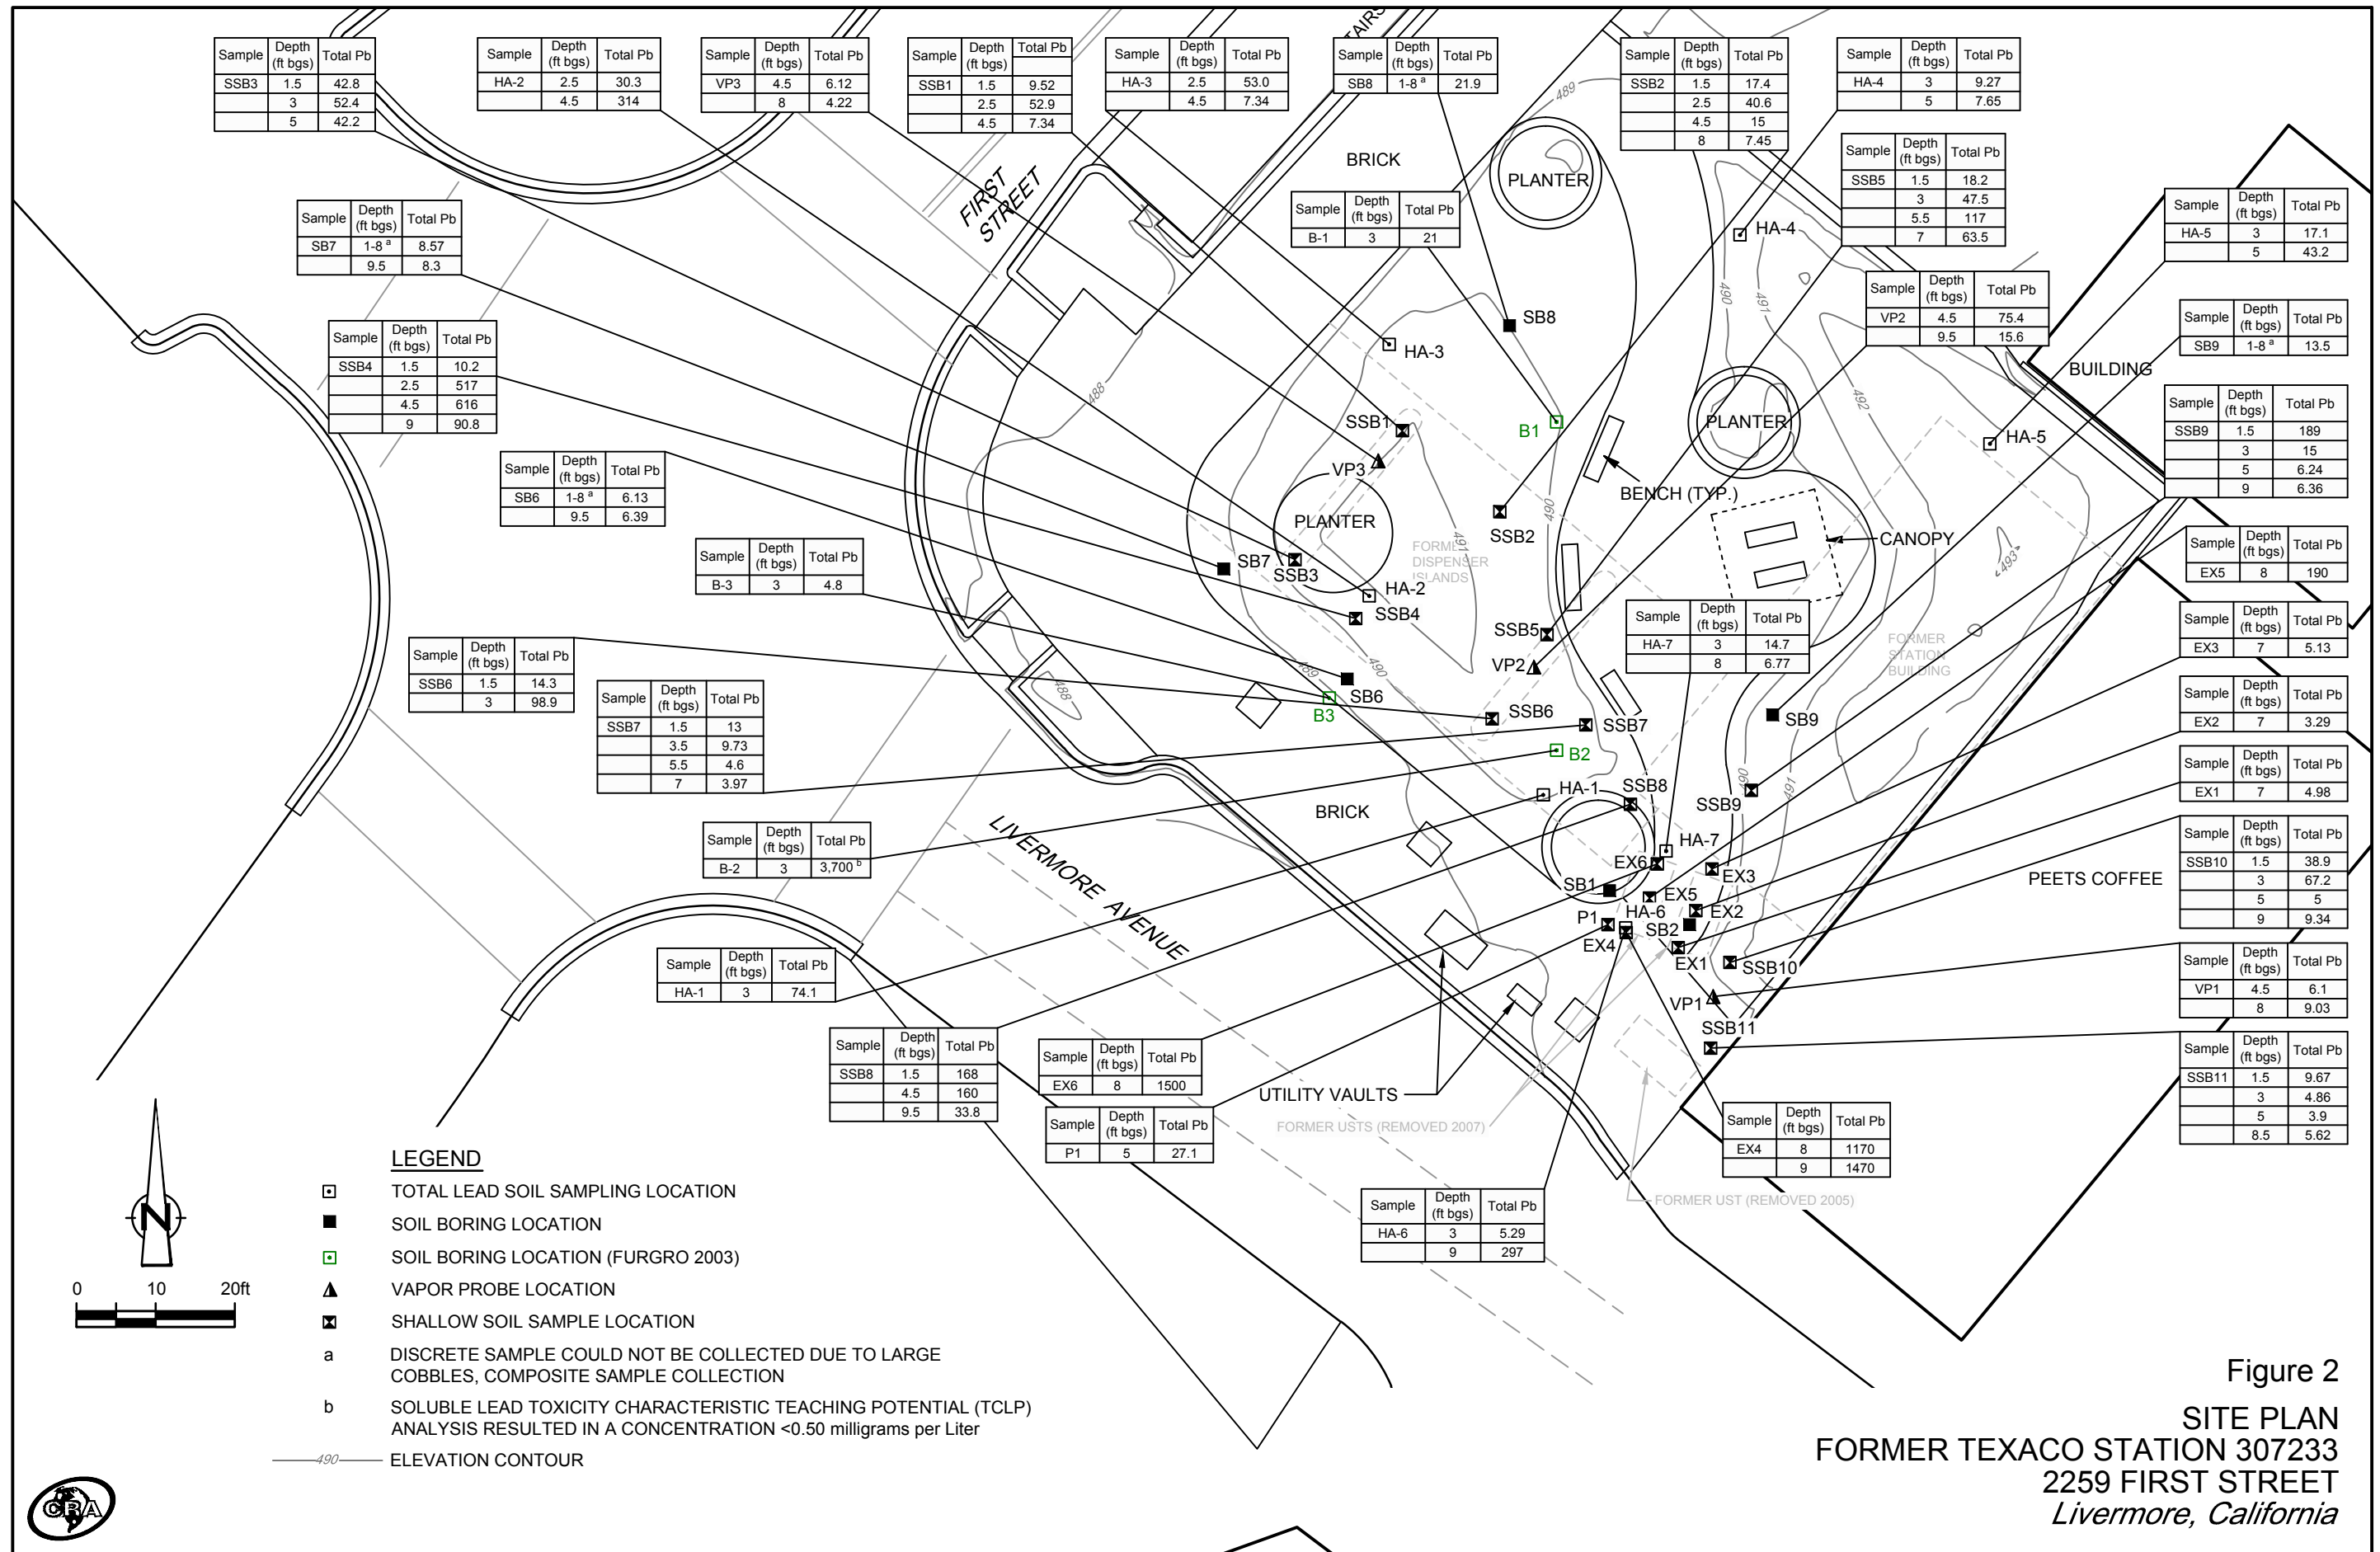 Sample Depth (ft bgs) Total Pb
SSB3 1.5 42.8
3 52.4
5 42.2
Sample Depth (ft bgs) Total Pb
HA-2 2.5 30.3
4.5 314
Sample Depth (ft bgs) Total Pb
VP3 4.5 6.12
8 4.22
Sample Depth (ft bgs) Total Pb
SSB1 1.5 9.52
2.5 52.9
4.5 7.34
Sample Depth (ft bgs) Total Pb
HA-3 2.5 53.0
4.5 7.34
Sample Depth (ft bgs) Total Pb
SB8 1-8 a 21.9
Sample Depth (ft bgs) Total Pb
SSB2 1.5 17.4
2.5 40.6
4.5 15
8 7.45
Sample Depth (ft bgs) Total Pb
HA-4 3 9.27
5 7.65
Sample Depth (ft bgs) Total Pb
SSB5 1.5 18.2
3 47.5
5.5 117
7 63.5
Sample Depth (ft bgs) Total Pb
HA-5 3 17.1
5 43.2
Sample Depth (ft bgs) Total Pb
SB7 1-8 a 8.57
9.5 8.3
Sample Depth (ft bgs) Total Pb
B-1 3 21
Sample Depth (ft bgs) Total Pb
VP2 4.5 75.4
9.5 15.6
Sample Depth (ft bgs) Total Pb
SB9 1-8 a 13.5
Sample Depth (ft bgs) Total Pb
SSB4 1.5 10.2
2.5 517
4.5 616
9 90.8
Sample Depth (ft bgs) Total Pb
SSB9 1.5 189
3 15
5 6.24
9 6.36
Sample Depth (ft bgs) Total Pb
SB6 1-8 a 6.13
9.5 6.39
Sample Depth (ft bgs) Total Pb
EX5 8 190
Sample Depth (ft bgs) Total Pb
B-3 3 4.8
Sample Depth (ft bgs) Total Pb
EX3 7 5.13
Sample Depth (ft bgs) Total Pb
HA-7 3 14.7
8 6.77
Sample Depth (ft bgs) Total Pb
SSB6 1.5 14.3
3 98.9
Sample Depth (ft bgs) Total Pb
EX2 7 3.29
Sample Depth (ft bgs) Total Pb
SSB7 1.5 13
3.5 9.73
5.5 4.6
7 3.97
Sample Depth (ft bgs) Total Pb
EX1 7 4.98
Sample Depth (ft bgs) Total Pb
B-2 3 3,700 b
Sample Depth (ft bgs) Total Pb
SSB10 1.5 38.9
3 67.2
5 5
9 9.34
Sample Depth (ft bgs) Total Pb
HA-1 3 74.1
Sample Depth (ft bgs) Total Pb
VP1 4.5 6.1
8 9.03
Sample Depth (ft bgs) Total Pb
SSB8 1.5 168
4.5 160
9.5 33.8
Sample Depth (ft bgs) Total Pb
EX6 8 1500
Sample Depth (ft bgs) Total Pb
SSB11 1.5 9.67
3 4.86
5 3.9
8.5 5.62
Sample Depth (ft bgs) Total Pb
P1 5 27.1
Sample Depth (ft bgs) Total Pb
EX4 8 1170
9 1470
Sample Depth (ft bgs) Total Pb
HA-6 3 5.29
9 297
FIRST
STREET
BRICK
PLANTER
489
HA-4
490
491
492
SB8
HA-3
488
B1
SSB1
VP3
PLANTER
BUILDING
HA-5
BENCH (TYP.)
PLANTER
SSB2
490
491
CANOPY
493
FORMER
DISPENSER
ISLANDS
SB7
SSB3
HA-2
SSB4
SSB5
VP2
FORMER
STATION
BUILDING
489
490
488
SB6
B3
SSB6
SSB7
SB9
B2
HA-1
SSB8
SSB9
490
491
BRICK
LIVERMORE AVENUE
HA-7
EX6
EX3
PEETS COFFEE
SB1
EX5
P1
HA-6
EX2
SB2
EX4
EX1
SSB10
VP1
SSB11
UTILITY VAULTS
FORMER USTS (REMOVED 2007)
FORMER UST (REMOVED 2005)
LEGEND
TOTAL LEAD SOIL SAMPLING LOCATION
SOIL BORING LOCATION
SOIL BORING LOCATION (FURGRO 2003)
VAPOR PROBE LOCATION
SHALLOW SOIL SAMPLE LOCATION
a DISCRETE SAMPLE COULD NOT BE COLLECTED DUE TO LARGE
COBBLES, COMPOSITE SAMPLE COLLECTION
b SOLUBLE LEAD TOXICITY CHARACTERISTIC TEACHING POTENTIAL (TCLP)
ANALYSIS RESULTED IN A CONCENTRATION <0.50 milligrams per Liter
490 ELEVATION CONTOUR
N
0 10 20ft
CRA
Figure 2
SITE PLAN
FORMER TEXACO STATION 307233
2259 FIRST STREET
Livermore, California